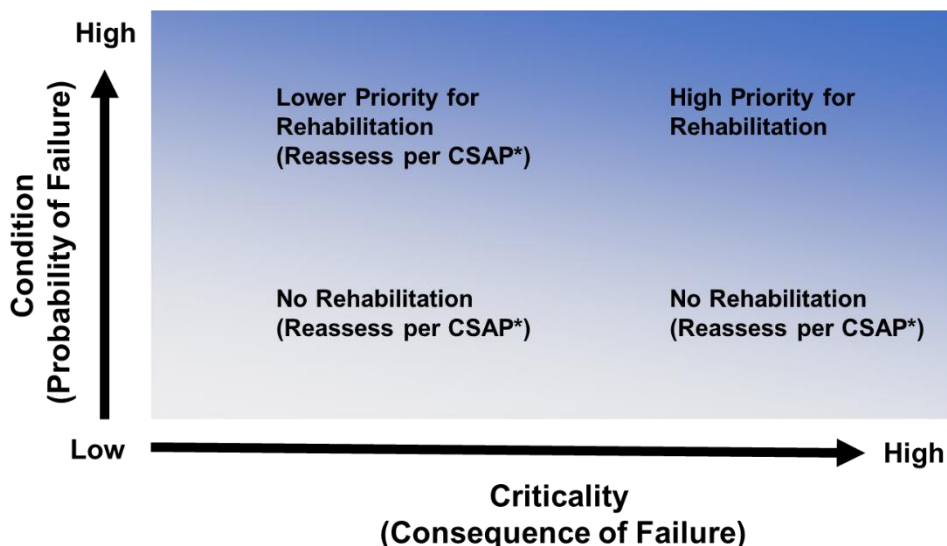 High
Condition
(Probability of Failure)
Lower Priority for
Rehabilitation
(Reassess per CSAP*)
High Priority for
Rehabilitation
No Rehabilitation
(Reassess per CSAP*)
No Rehabilitation
(Reassess per CSAP*)
Low
High
Criticality
(Consequence of Failure)